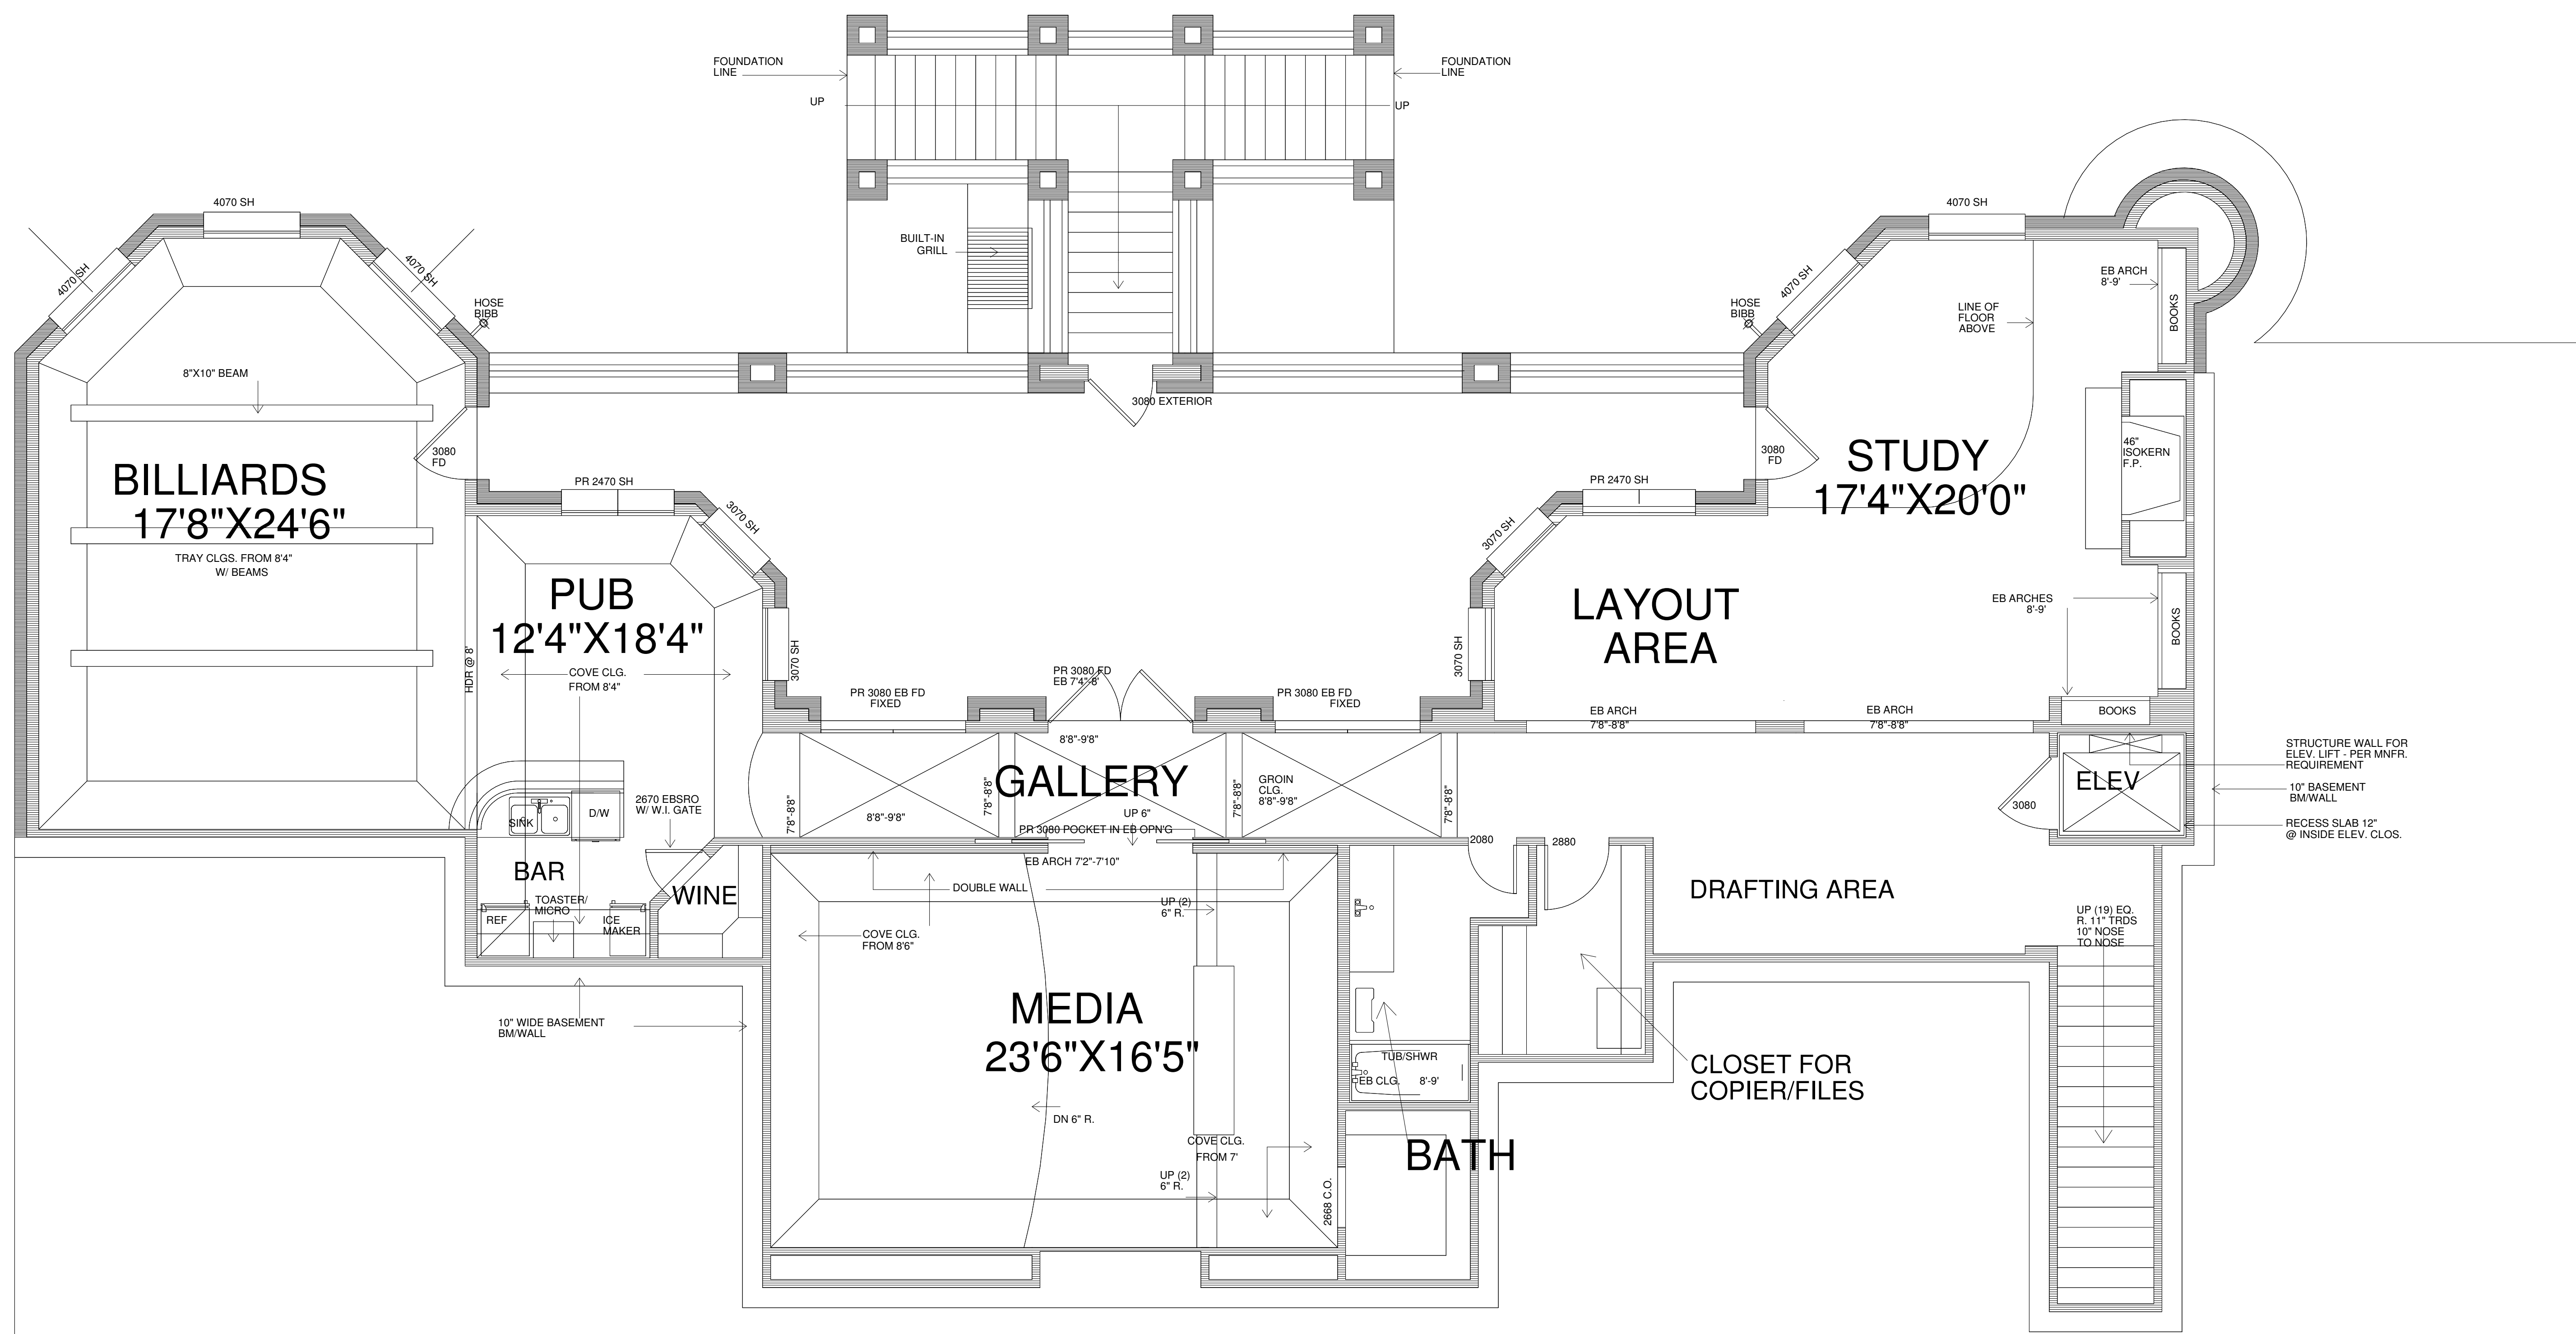 FOUNDATION
LINE
FOUNDATION
LINE
UP
UP
4070 SH
4070 SH
4070 SH
HOSE
BIBB
BUILT-IN
GRILL
4070 SH
4070 SH
HOSE
BIBB
LINE OF
FLOOR
ABOVE
EB ARCH
8'-9'
BOOKS
8"X10" BEAM
3080 EXTERIOR
3080
FD
3080
FD
BILLIARDS
17'8"X24'6"
TRAY CLGS. FROM 8'4"
W/ BEAMS
STUDY
17'4"X20'0"
46"
ISOKERN
F.P.
PR 2470 SH
3070 SH
PR 2470 SH
3070 SH
PUB
12'4"X18'4"
COVE CLG.
FROM 8'4"
HDR @ 8'
3070 SH
3070 SH
LAYOUT
AREA
EB ARCHES
8'-9'
BOOKS
PR 3080 EB FD
FIXED
PR 3080 FD
EB 7'4"-8'
PR 3080 EB FD
FIXED
EB ARCH
7'8"-8'8"
EB ARCH
7'8"-8'8"
BOOKS
8'8"-9'8"
GALLERY
7'8"-8'8"
8'8"-9'8"
7'8"-8'8"
UP 6"
7'8"-8'8"
GROIN
CLG.
8'8"-9'8"
7'8"-8'8"
PR 3080 POCKET IN EB OPN'G
EB ARCH 7'2"-7'10"
ELEV
3080
STRUCTURE WALL FOR
ELEV. LIFT - PER MNFR.
REQUIREMENT
10" BASEMENT
BM/WALL
RECESS SLAB 12"
@ INSIDE ELEV. CLOS.
SINK
D/W
2670 EBSRO
W/ W.I. GATE
BAR
WINE
REF
TOASTER/
MICRO
ICE
MAKER
DOUBLE WALL
COVE CLG.
FROM 8'6"
UP (2)
6" R.
2080
2880
DRAFTING AREA
UP (19) EQ.
R. 11" TRDS
10" NOSE
TO NOSE
10" WIDE BASEMENT
BM/WALL
MEDIA
23'6"X16'5"
DN 6" R.
COVE CLG.
FROM 7'
UP (2)
6" R.
TUB/SHWR
EB CLG. 8'-9'
BATH
2668 C.O.
CLOSET FOR
COPIER/FILES